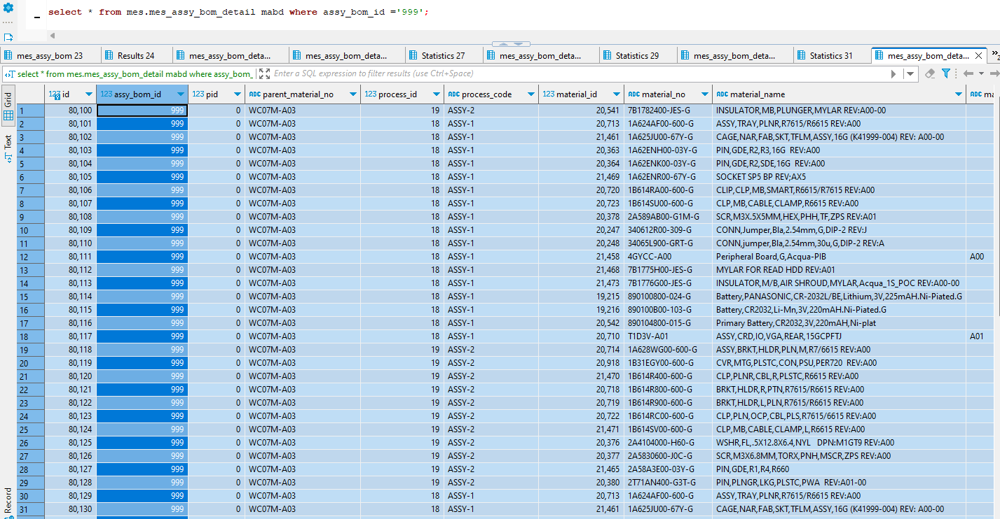 select * from mes.mes_assy_bom_detail mabd where assy_bom_id ='999';
mes_assy_bom 23 Results 24 mes_assy_bom_deta... mes_assy_bom_deta... Statistics 27 mes_assy_bom_deta... Statistics 29 mes_assy_bom_deta... Statistics 31 mes_assy_bom_deta...
select * from mes.mes_assy_bom_detail mabd where assy_bom_ Enter a SQL expression to filter results (use Ctrl+Space)
Grid
Text
Record
123 id 123 assy_bom_id 123 pid ABC parent_material_no 123 process_id ABC process_code 123 material_id ABC material_no ABC material_name ABC ma
1 80,100 999 0 WC07M-A03 19 ASSY-2 20,541 7B1782400-JES-G INSULATOR,MB,PLUNGER,MYLAR REV:A00-00
2 80,101 999 0 WC07M-A03 18 ASSY-1 20,713 1A624AF00-600-G ASSY,TRAY,PLNR,R7615/R6615 REV:A00
3 80,102 999 0 WC07M-A03 18 ASSY-1 21,461 1A625JU00-67Y-G CAGE,NAR,FAB,SKT,TFLM,ASSY,16G (K41999-004) REV: A00-00
4 80,103 999 0 WC07M-A03 18 ASSY-1 20,363 1A62ENH00-03Y-G PIN,GDE,R2,R3,16G REV:A00
5 80,104 999 0 WC07M-A03 18 ASSY-1 20,364 1A62ENK00-03Y-G PIN,GDE,R2,SDE,16G REV:A00
6 80,105 999 0 WC07M-A03 18 ASSY-1 21,469 1A62ENR00-67Y-G SOCKET SP5 BP REV;AX5
7 80,106 999 0 WC07M-A03 18 ASSY-1 20,720 1B614RA00-600-G CLIP,CLP,MB,SMART,R6615/R7615 REV:A00
8 80,107 999 0 WC07M-A03 18 ASSY-1 20,723 1B614SU00-600-G CLP,MB,CABLE,CLAMP,R6615 REV:A00
9 80,108 999 0 WC07M-A03 18 ASSY-1 20,378 2A589AB00-G1M-G SCR,M3X.5X5MM,HEX,PHH,TF,ZPS REV:A01
10 80,109 999 0 WC07M-A03 18 ASSY-1 20,247 340612R00-309-G CONN,Jumper,Bla,2.54mm,G,DIP-2 REV:J
11 80,110 999 0 WC07M-A03 18 ASSY-1 20,248 34065L900-GRT-G CONN,jumper,Bla,2.54mm,30u,G,DIP-2 REV:A
12 80,111 999 0 WC07M-A03 18 ASSY-1 21,458 4GYCC-A00 Peripheral Board,G,Acqua-PIB A00
13 80,112 999 0 WC07M-A03 18 ASSY-1 21,468 7B1775H00-JES-G MYLAR FOR READ HDD REV:A01
14 80,113 999 0 WC07M-A03 18 ASSY-1 21,473 7B1776G00-JES-G INSULATOR,M/B,AIR SHROUD,MYLAR,Acqua_1S_POC REV:A00-00
15 80,114 999 0 WC07M-A03 18 ASSY-1 19,215 890100800-024-G Battery,PANASONIC,CR-2032L/BE,Lithium,3V,225mAH.Ni-Piated.G
16 80,115 999 0 WC07M-A03 18 ASSY-1 19,216 890100B00-103-G Battery,CR2032,Li-Mn,3V,220mAH.Ni-Piated.G
17 80,116 999 0 WC07M-A03 18 ASSY-1 20,542 890104800-015-G Primary Battery,CR2032,3V,220mAH,Ni-plat
18 80,117 999 0 WC07M-A03 18 ASSY-1 20,710 T1D3V-A01 ASSY,CRD,IO,VGA,REAR,15GCPFTJ A01
19 80,118 999 0 WC07M-A03 19 ASSY-2 20,714 1A628WG00-600-G ASSY,BRKT,HLDR,PLN,M,R7/6615 REV:A00
20 80,119 999 0 WC07M-A03 19 ASSY-2 20,918 1B31EGY00-600-G CVR,MTG,PLSTC,CON,PSU,PER720 REV:A00
21 80,120 999 0 WC07M-A03 19 ASSY-2 21,470 1B614R400-600-G CLP,PLNR,CBL,R,PLSTC,R6615 REV:A00
22 80,121 999 0 WC07M-A03 19 ASSY-2 20,718 1B614R800-600-G BRKT,HLDR,R,PTN,R7615/R6615 REV:A00
23 80,122 999 0 WC07M-A03 19 ASSY-2 20,719 1B614R900-600-G BRKT,HLDR,L,PLN,R7615/R6615 REV:A00
24 80,123 999 0 WC07M-A03 19 ASSY-2 20,722 1B614RC00-600-G CLP,PLN,OCP,CBL,PLS,R7615/6615 REV:A00
25 80,124 999 0 WC07M-A03 19 ASSY-2 21,471 1B614SV00-600-G CLP,MB,CABLE,CLAMP,L,R6615 REV:A00
26 80,125 999 0 WC07M-A03 19 ASSY-2 20,376 2A4104000-H60-G WSHR,FL,.5X12.8X6.4,NYL DPN:M1GT9 REV:A00
27 80,126 999 0 WC07M-A03 19 ASSY-2 20,377 2A5830600-J0C-G SCR,M3X6.8MM,TORX,PNH,MSCR,ZPS REV:A00
28 80,127 999 0 WC07M-A03 19 ASSY-2 21,465 2A58A3E00-03Y-G PIN,GDE,R1,R4,R660
29 80,128 999 0 WC07M-A03 19 ASSY-2 20,380 2T71AN400-G3T-G PIN,PLNGR,LKG,PLSTC,PWA REV:A01-00
30 80,129 999 0 WC07M-A03 18 ASSY-1 20,713 1A624AF00-600-G ASSY,TRAY,PLNR,R7615/R6615 REV:A00
31 80,130 999 0 WC07M-A03 18 ASSY-1 21,461 1A625JU00-67Y-G CAGE,NAR,FAB,SKT,TFLM,ASSY,16G (K41999-004) REV: A00-00